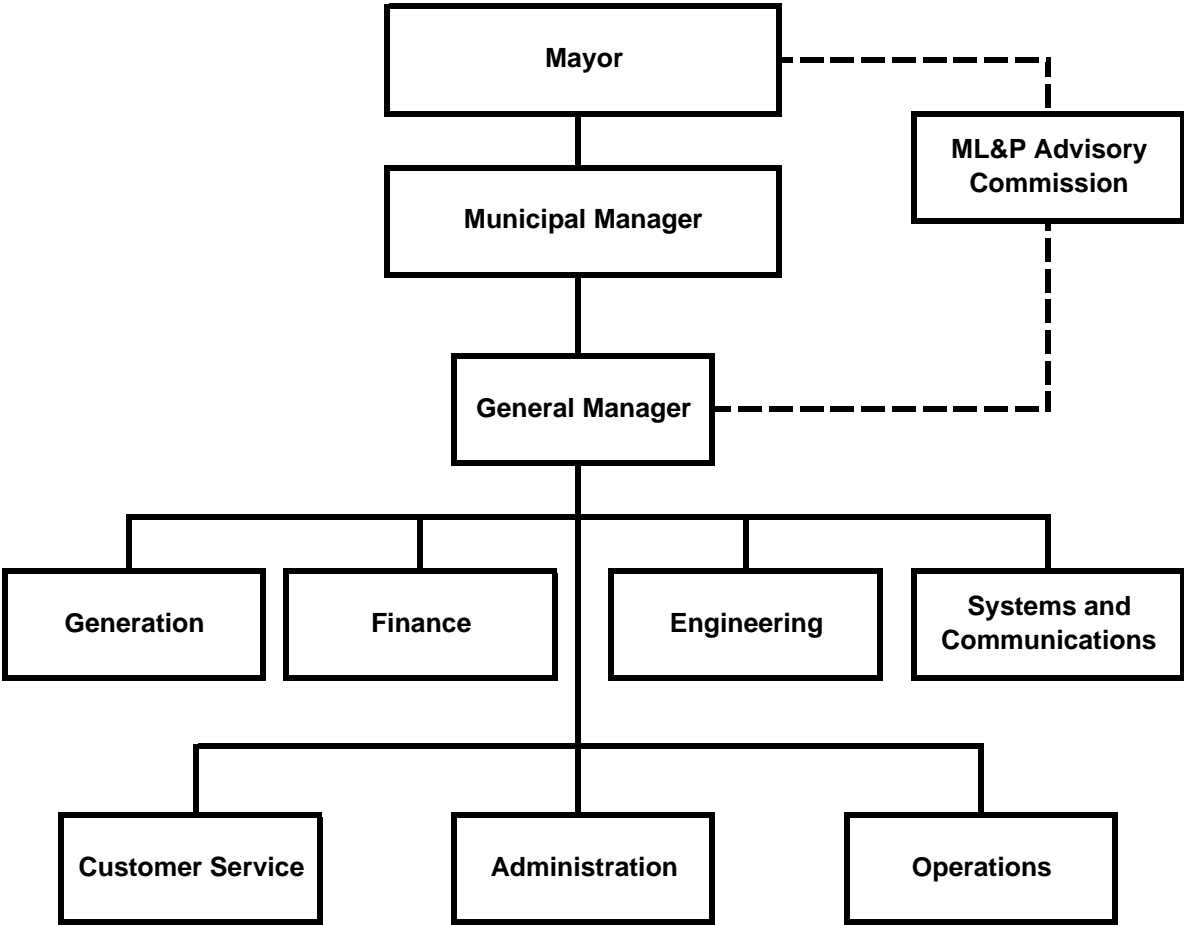 Mayor
ML&P Advisory
Commission
Municipal Manager
General Manager
Generation
Finance
Engineering
Systems and
Communications
Customer Service
Administration
Operations